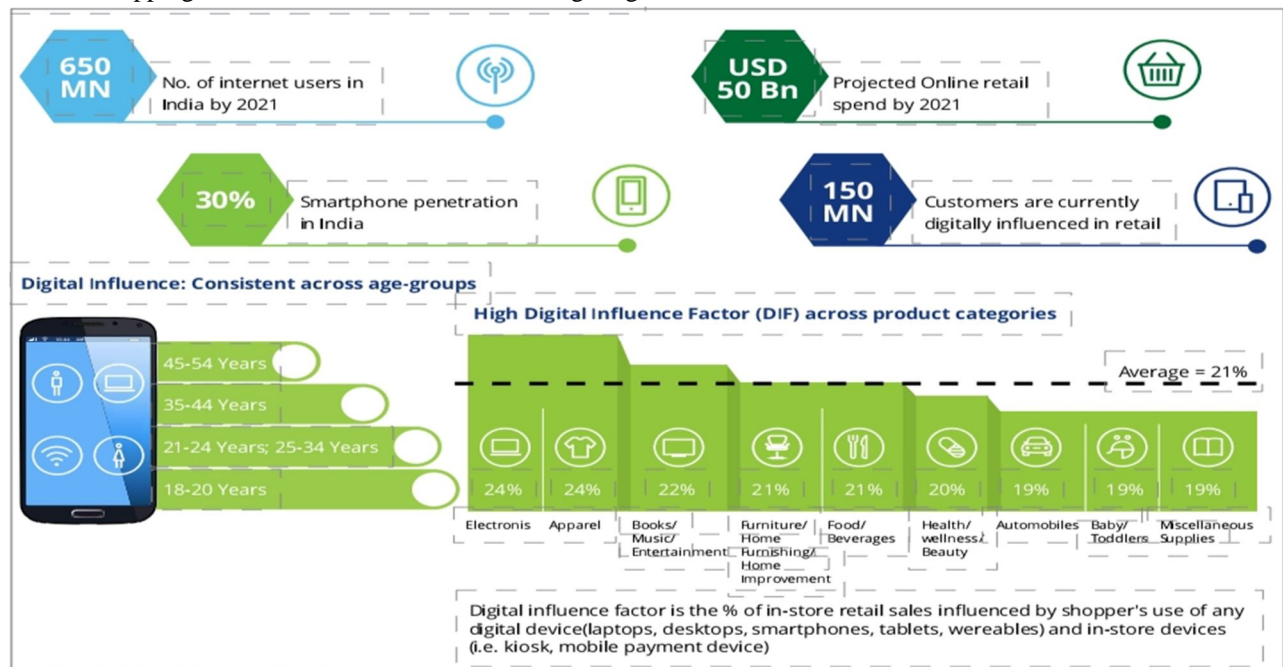 650
MN
No. of internet users in
India by 2021
USD
50 Bn
Projected Online retail
spend by 2021
30%
Smartphone penetration
in India
150
MN
Customers are currently
digitally influenced in retail
Digital Influence: Consistent across age-groups
45-54 Years
35-44 Years
21-24 Years; 25-34 Years
18-20 Years
High Digital Influence Factor (DIF) across product categories
Average = 21%
24%
24%
22%
21%
21%
20%
19%
19%
19%
Electronis
Apparel
Books/
Music/
Entertainment
Furniture/
Home
Furnishing/
Home
Improvement
Food/
Beverages
Health/
wellness/
Beauty
Automobiles
Baby/
Toddlers
Miscellaneous
Supplies
Digital influence factor is the % of in-store retail sales influenced by shopper's use of any
digital device(laptops, desktops, smartphones, tablets, wereables) and in-store devices
(i.e. kiosk, mobile payment device)